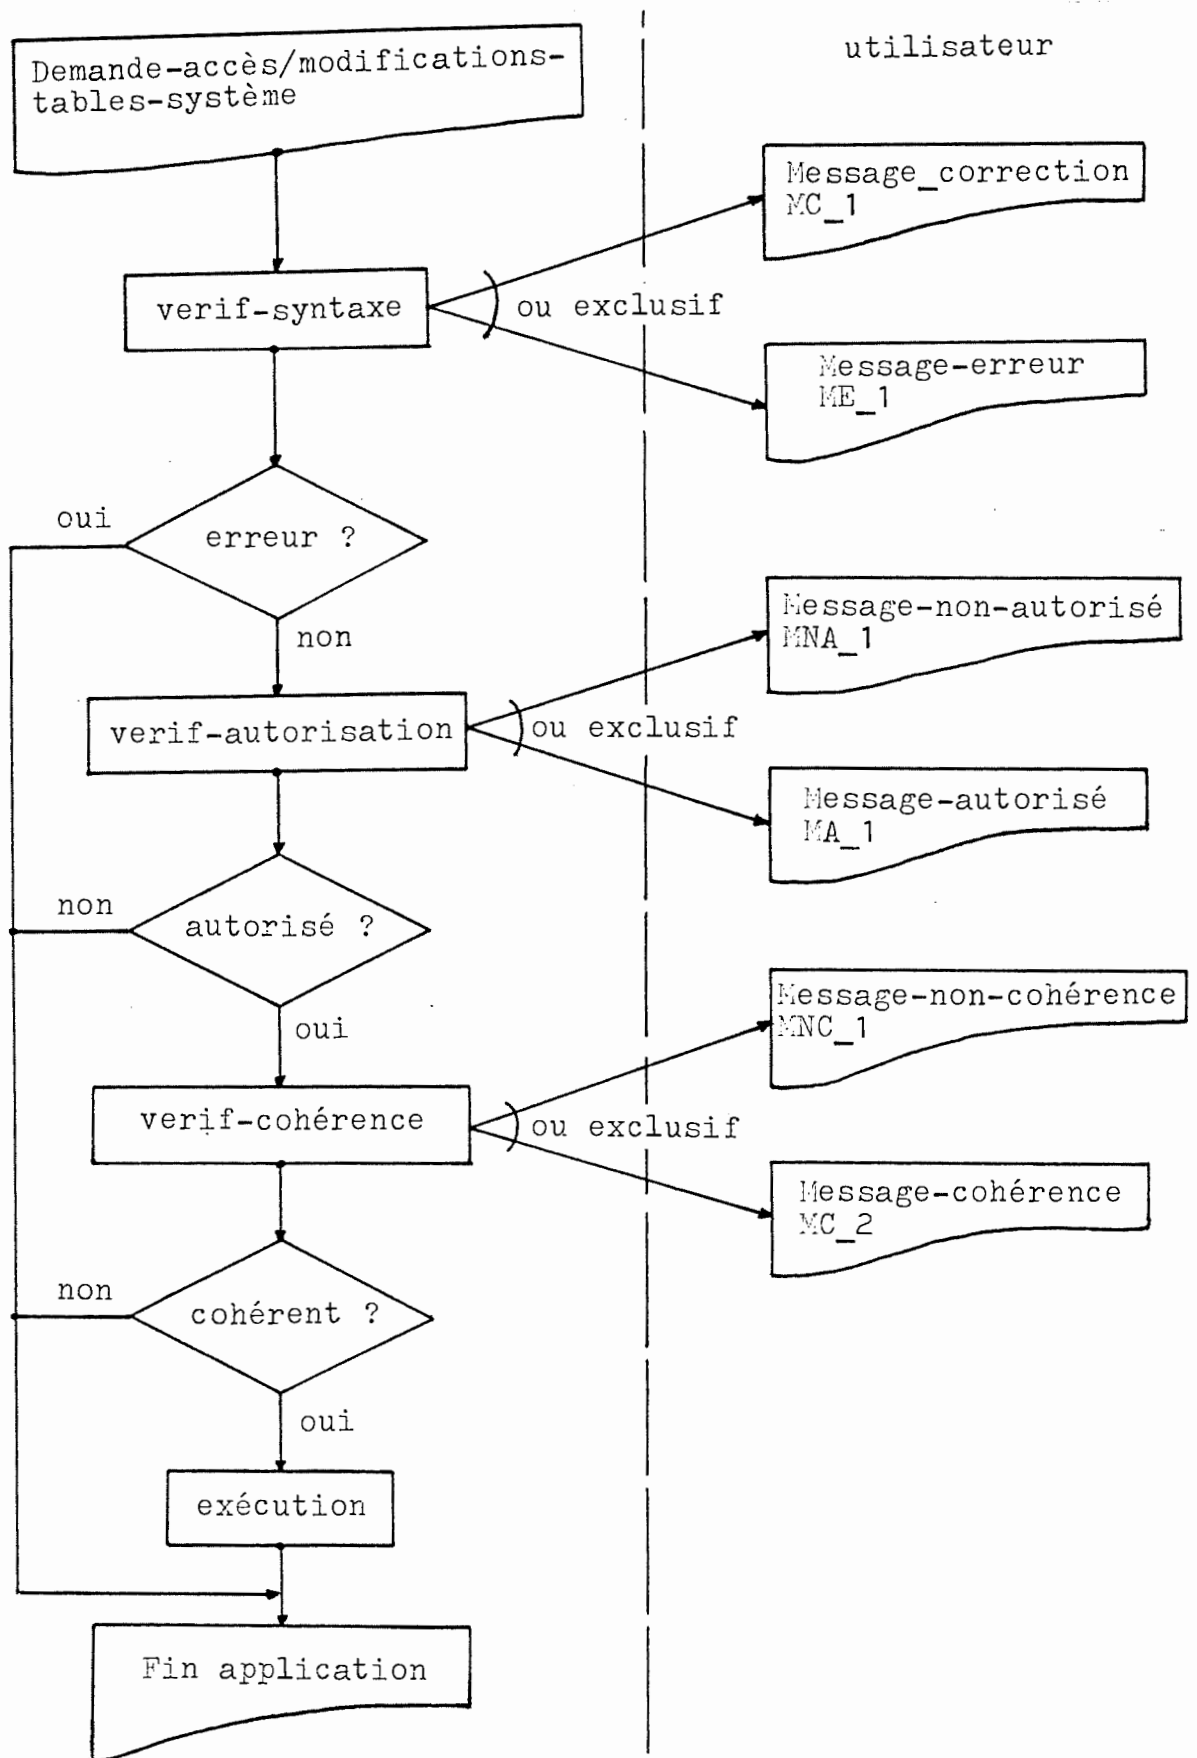 utilisateur
Demande-accès/modifications-
tables-système
Message_correction
MC_1
verif-syntaxe
ou exclusif
Message-erreur
ME_1
oui
erreur ?
non
Message-non-autorisé
MNA_1
verif-autorisation
ou exclusif
Message-autorisé
MA_1
non
autorisé ?
oui
Message-non-cohérence
MNC_1
verif-cohérence
ou exclusif
Message-cohérence
MC_2
non
cohérent ?
oui
exécution
Fin application